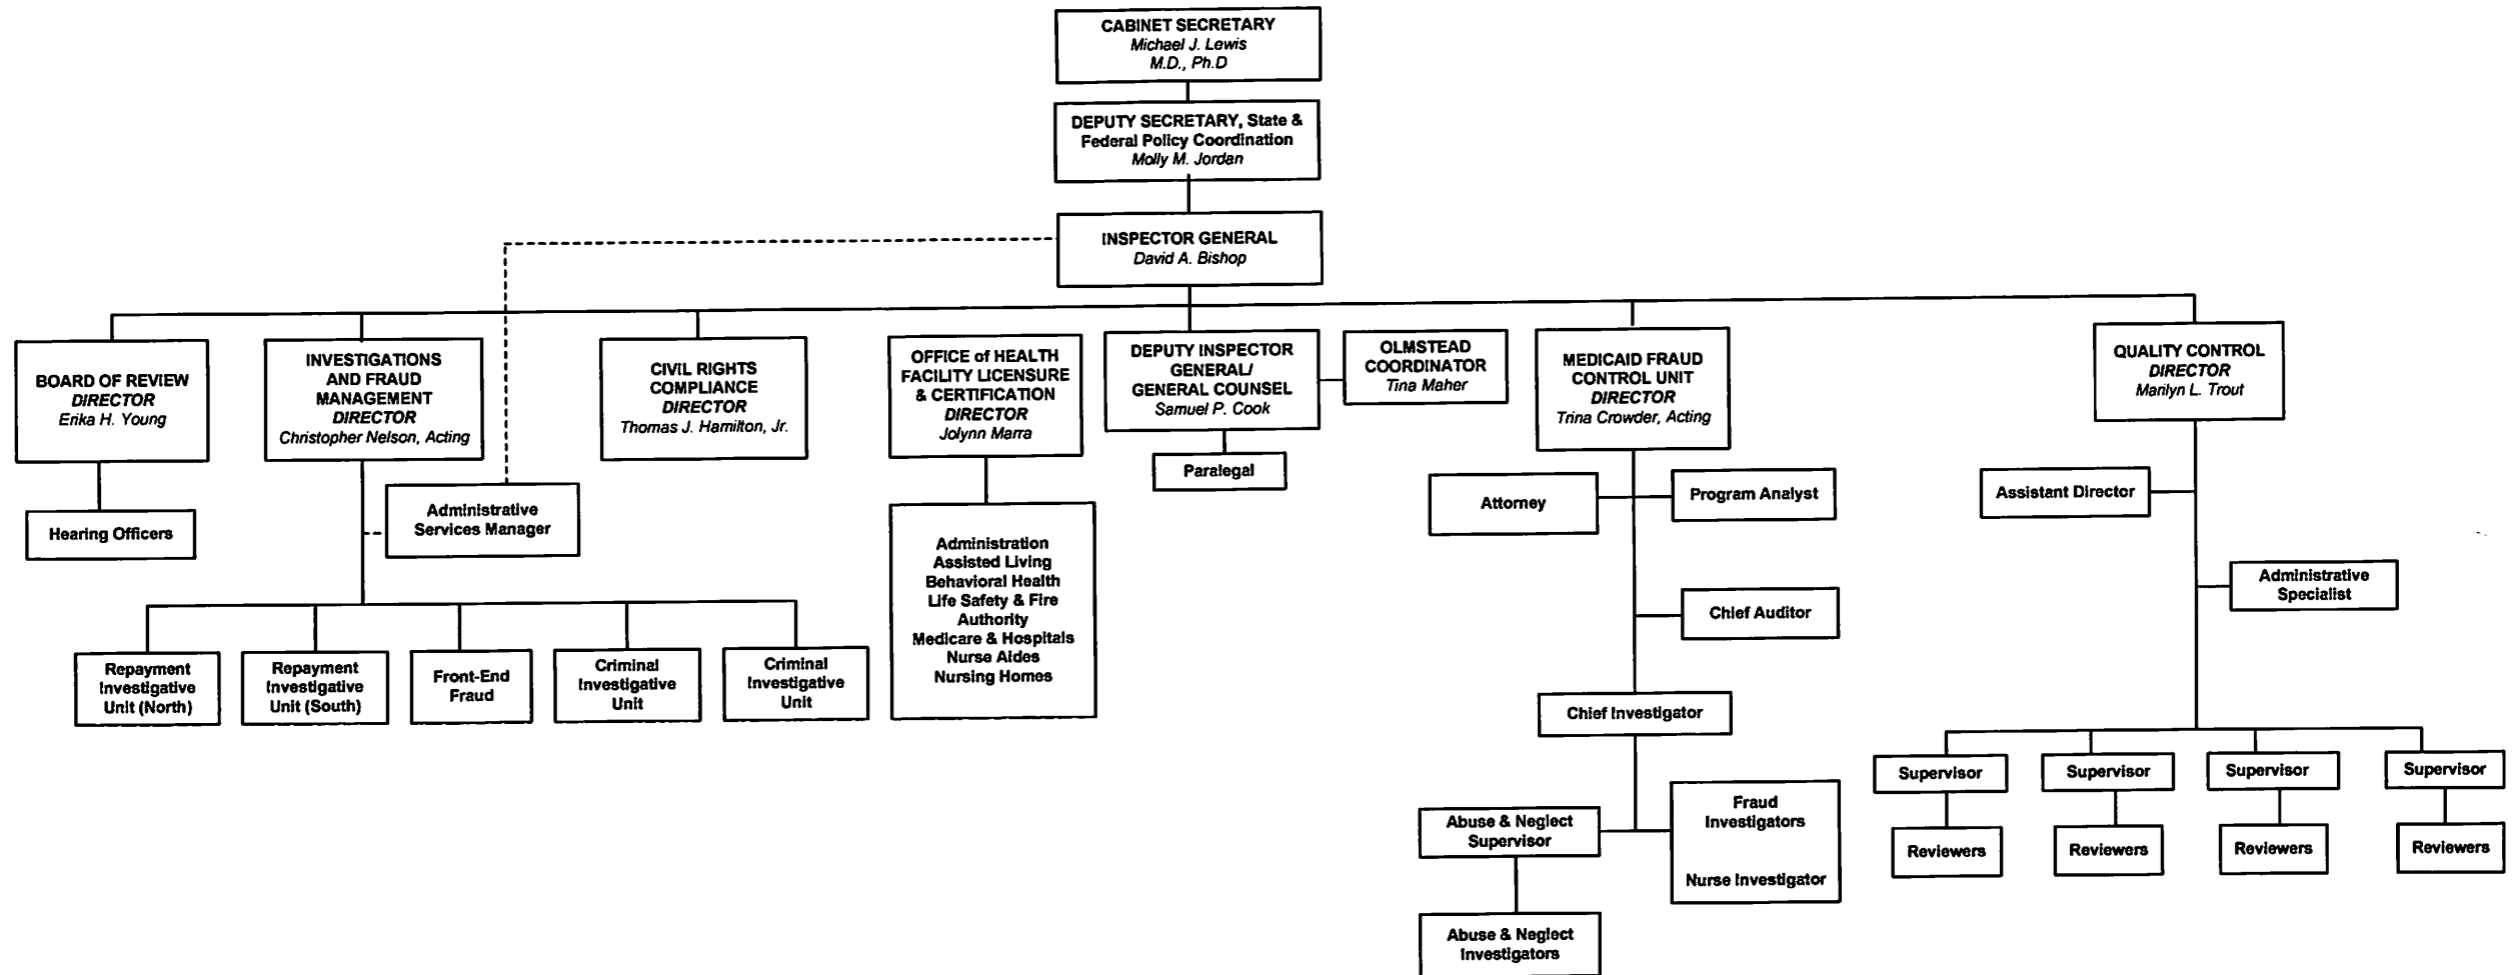 CABINET SECRETARY
Michael J. Lewis
M.D., Ph.D
DEPUTY SECRETARY, State &
Federal Policy Coordination
Molly M. Jordan
INSPECTOR GENERAL
David A. Bishop
BOARD OF REVIEW
DIRECTOR
Erika H. Young
INVESTIGATIONS
AND FRAUD
MANAGEMENT
DIRECTOR
Christopher Nelson, Acting
CIVIL RIGHTS
COMPLIANCE
DIRECTOR
Thomas J. Hamilton, Jr.
OFFICE of HEALTH
FACILITY LICENSURE
& CERTIFICATION
DIRECTOR
Jolynn Marra
DEPUTY INSPECTOR
GENERAL/
GENERAL COUNSEL
Samuel P. Cook
OLMSTEAD
COORDINATOR
Tina Maher
MEDICAID FRAUD
CONTROL UNIT
DIRECTOR
Trina Crowder, Acting
QUALITY CONTROL
DIRECTOR
Marilyn L. Trout
Hearing Officers
Administrative
Services Manager
Repayment
Investigative
Unit (North)
Repayment
Investigative
Unit (South)
Front-End
Fraud
Criminal
Investigative
Unit
Criminal
Investigative
Unit
Administration
Assisted Living
Behavioral Health
Life Safety & Fire
Authority
Medicare & Hospitals
Nurse Aides
Nursing Homes
Paralegal
Attorney
Program Analyst
Chief Auditor
Chief Investigator
Abuse & Neglect
Supervisor
Fraud
Investigators
Nurse Investigator
Abuse & Neglect
Investigators
Assistant Director
Administrative
Specialist
Supervisor
Supervisor
Supervisor
Supervisor
Reviewers
Reviewers
Reviewers
Reviewers